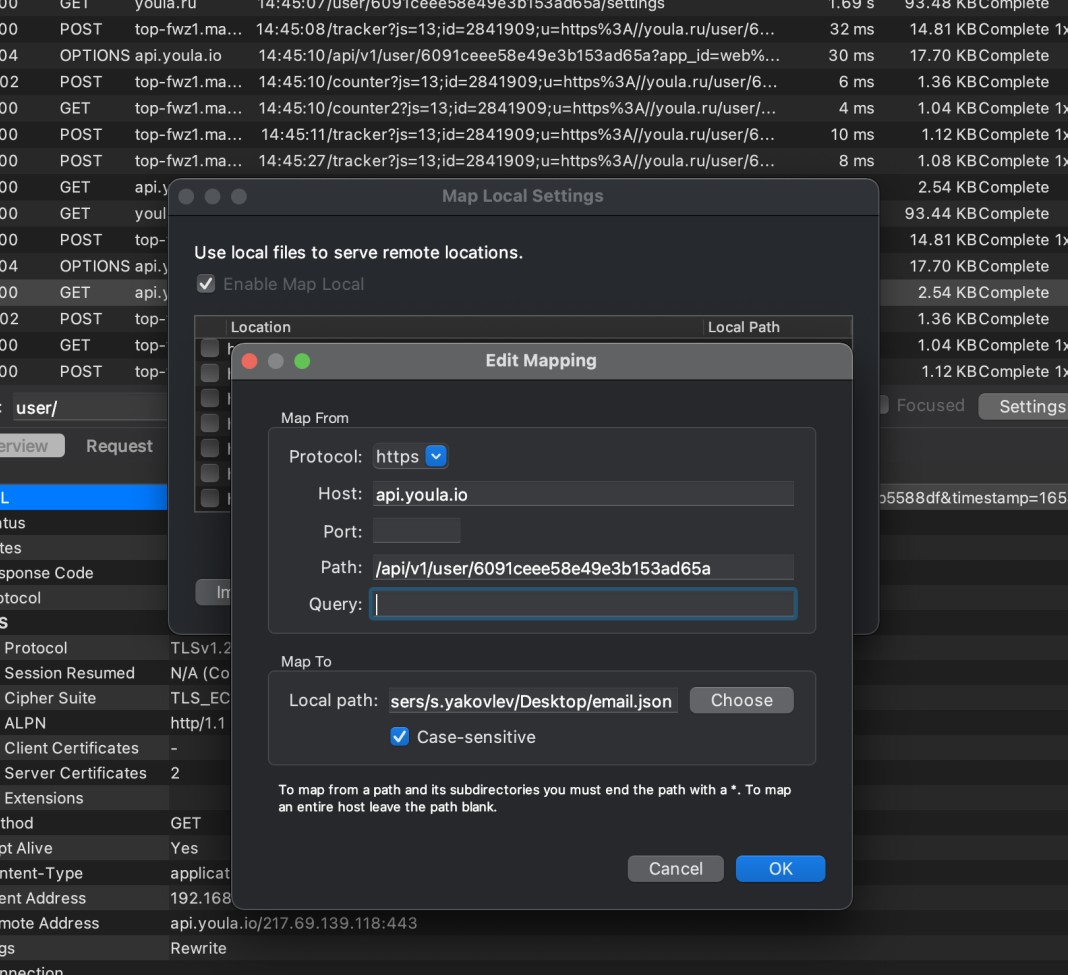 00 GET youla.ru 14:45:07/user/6091ceee58e49e3b153ad65a/settings 1.69 s 93.48 KB Complete
00 POST top-fwz1.ma... 14:45:08/tracker?js=13;id=2841909;u=https%3A//youla.ru/user/6... 32 ms 14.81 KB Complete 1x
04 OPTIONS api.youla.io 14:45:10/api/v1/user/6091ceee58e49e3b153ad65a?app_id=web%... 30 ms 17.70 KB Complete
02 POST top-fwz1.ma... 14:45:10/counter?js=13;id=2841909;u=https%3A//youla.ru/user/6... 6 ms 1.36 KB Complete 1x
00 GET top-fwz1.ma... 14:45:10/counter2?js=13;id=2841909;u=https%3A//youla.ru/user/... 4 ms 1.04 KB Complete 1x
00 POST top-fwz1.ma... 14:45:11/tracker?js=13;id=2841909;u=https%3A//youla.ru/user/6... 10 ms 1.12 KB Complete 1x
00 POST top-fwz1.ma... 14:45:27/tracker?js=13;id=2841909;u=https%3A//youla.ru/user/6... 8 ms 1.08 KB Complete 1x
00 GET api.y 2.54 KB Complete
00 GET youl 93.44 KB Complete
00 POST top- 14.81 KB Complete 1x
04 OPTIONS api.y 17.70 KB Complete
00 GET api.y 2.54 KB Complete
02 POST top- 1.36 KB Complete 1x
00 GET top- 1.04 KB Complete 1x
00 POST top- 1.12 KB Complete 1x
: user/ Focused Settings
erview Request
L b5588df&timestamp=165
atus
tes
sponse Code
otocol
S
Protocol TLSv1.2
Session Resumed N/A (Co
Cipher Suite TLS_EC
ALPN http/1.1
Client Certificates -
Server Certificates 2
Extensions
thod GET
pt Alive Yes
ntent-Type applicat
ent Address 192.168
mote Address api.youla.io/217.69.139.118:443
gs Rewrite
nnection
Map Local Settings
Use local files to serve remote locations.
Enable Map Local
Location Local Path
Im
Edit Mapping
Map From
Protocol: https
Host: api.youla.io
Port:
Path: /api/v1/user/6091ceee58e49e3b153ad65a
Query:
Map To
Local path: sers/s.yakovlev/Desktop/email.json Choose
Case-sensitive
To map from a path and its subdirectories you must end the path with a *. To map
an entire host leave the path blank.
Cancel OK